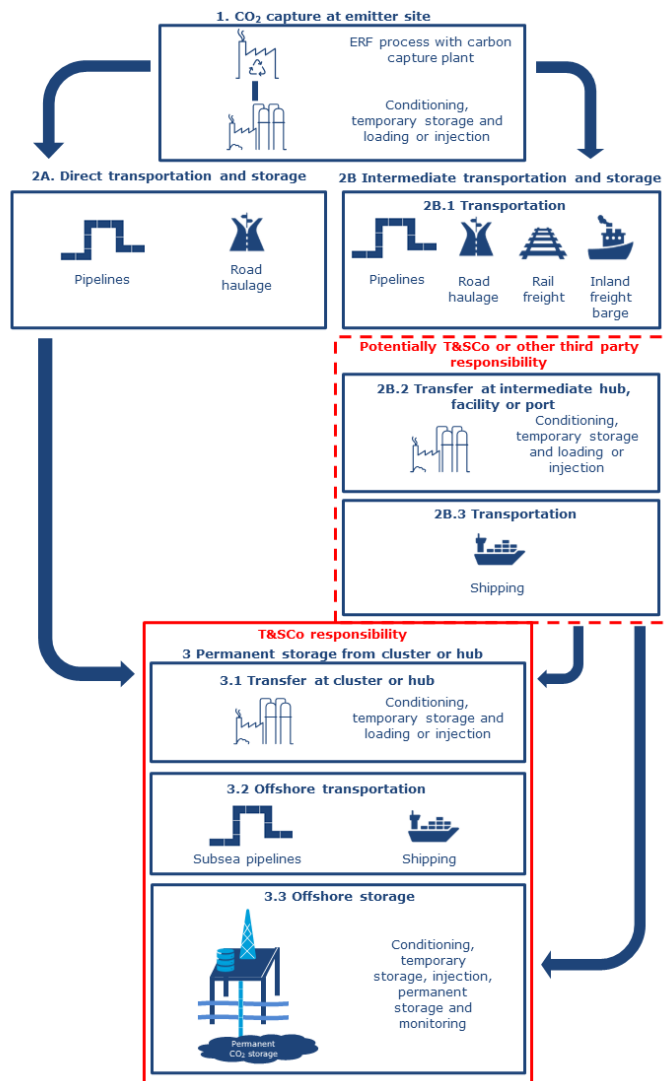 1. CO₂ capture at emitter site
ERF process with carbon
capture plant
Conditioning,
temporary storage and
loading or injection
2A. Direct transportation and storage
Pipelines
Road
haulage
2B Intermediate transportation and storage
2B.1 Transportation
Pipelines
Road
haulage
Rail
freight
Inland
freight
barge
Potentially T&SCo or other third party
responsibility
2B.2 Transfer at intermediate hub,
facility or port
Conditioning,
temporary storage
and loading or
injection
2B.3 Transportation
Shipping
T&SCo responsibility
3 Permanent storage from cluster or hub
3.1 Transfer at cluster or hub
Conditioning,
temporary storage and
loading or injection
3.2 Offshore transportation
Subsea pipelines
Shipping
3.3 Offshore storage
Conditioning,
temporary
storage, injection,
permanent
storage and
monitoring
Permanent
CO₂ storage